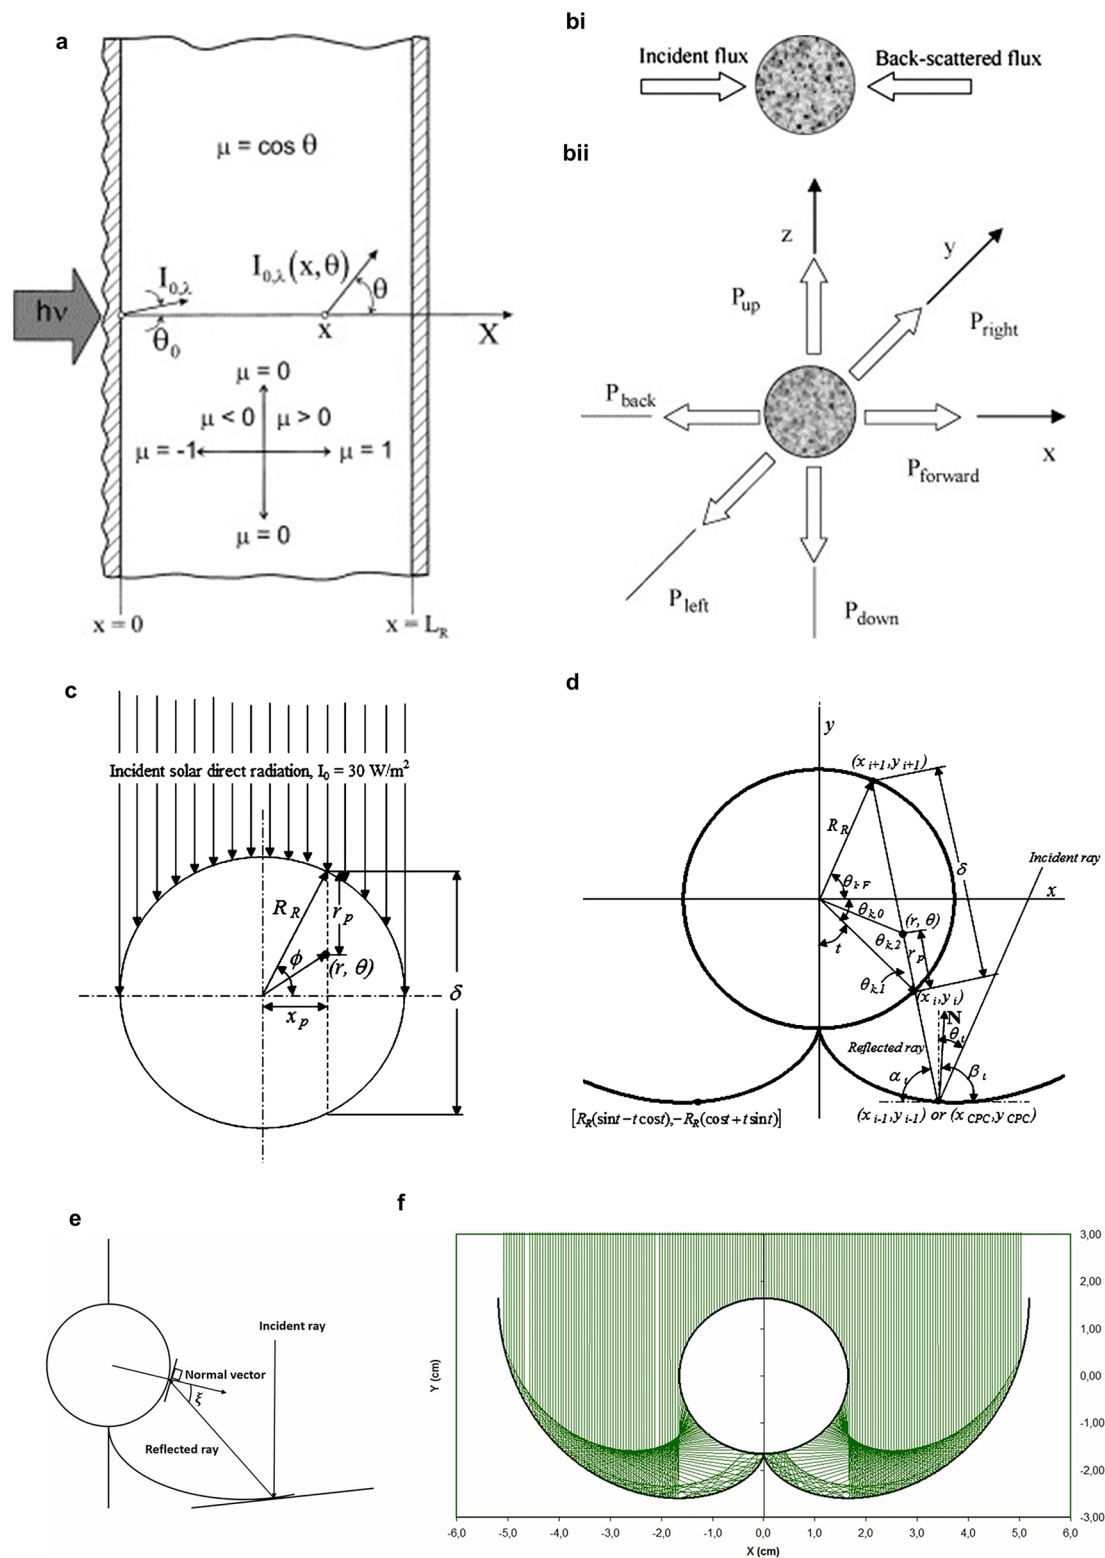 a
μ = cos θ
I0,λ
I0,λ(x,θ)
θ
hν
θ0
x
X
μ = 0
μ < 0
μ > 0
μ = -1
μ = 1
μ = 0
x = 0
x = LR
bi
Incident flux
Back-scattered flux
bii
z
y
Pup
Pright
Pback
Pforward
x
Pleft
Pdown
c
Incident solar direct radiation, I0 = 30 W/m2
RR
rp
ϕ
(r, θ)
xp
δ
d
y
(xi+1,yi+1)
RR
Incident ray
δ
θk,F
x
θk,0
(r, θ)
t
θk,2
rp
θk,1
(xi,yi)
N
θt
Reflected ray
αt
βt
[RR(sint−tcost),−RR(cost+tsint)]
(xi-1,yi-1) or (xCPC,yCPC)
e
Incident ray
Normal vector
ξ
Reflected ray
f
3,00
2,00
1,00
0,00
-1,00
-2,00
-3,00
Y (cm)
-6,0 -5,0 -4,0 -3,0 -2,0 -1,0 0,0 1,0 2,0 3,0 4,0 5,0 6,0
X (cm)